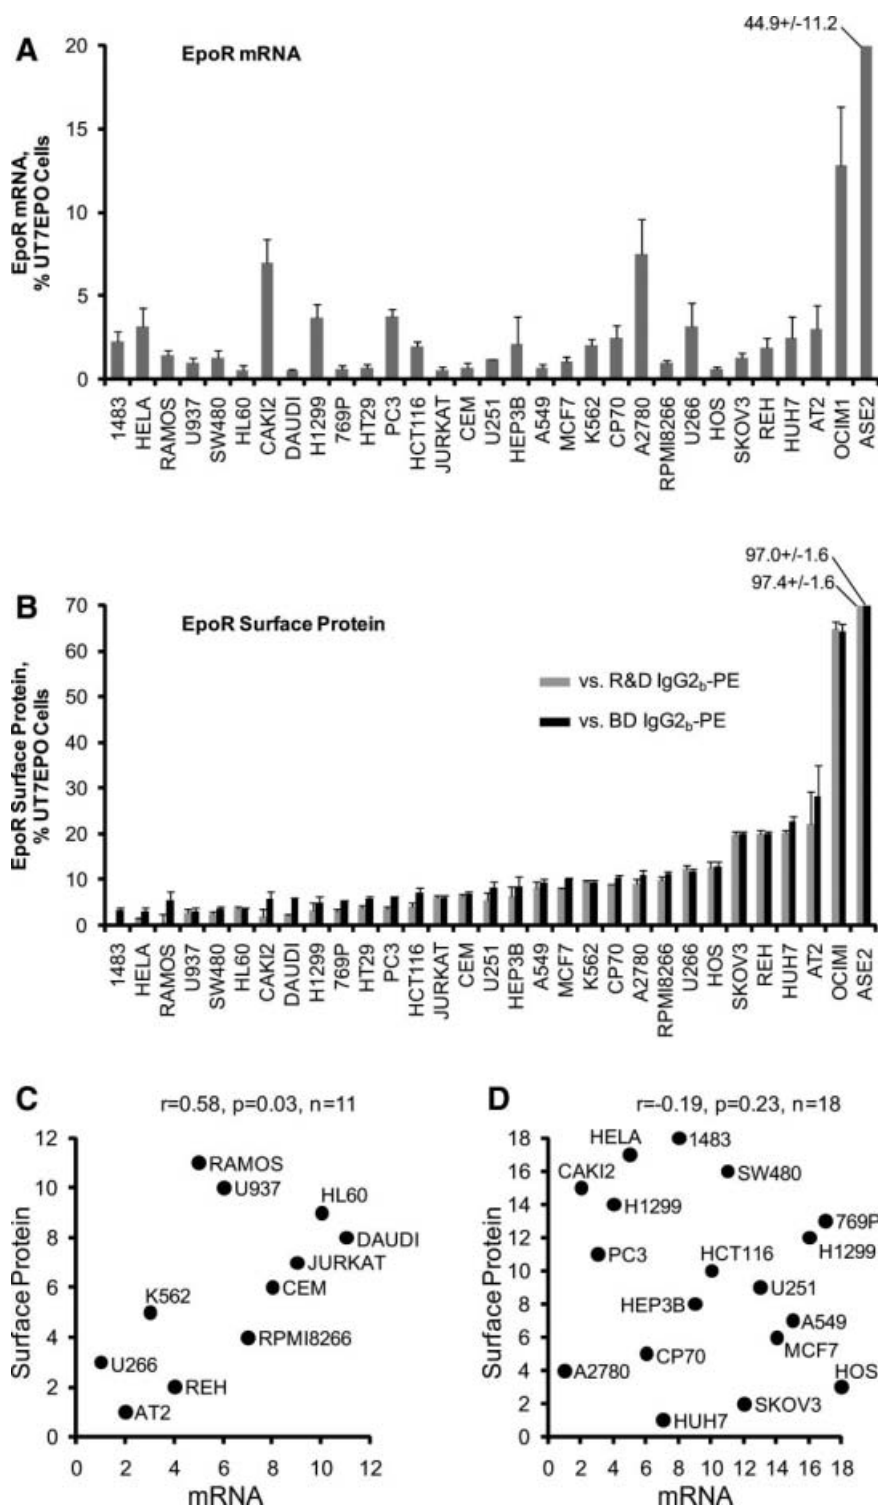 44.9+/-11.2
A
EpoR mRNA
EpoR mRNA,
% UT7EPO Cells
20
15
10
5
0
1483
HELA
RAMOS
U937
SW480
HL60
CAKI2
DAUDI
H1299
769P
HT29
PC3
HCT116
JURKAT
CEM
U251
HEP3B
A549
MCF7
K562
CP70
A2780
RPMI8266
U266
HOS
SKOV3
REH
HUH7
AT2
OCIM1
ASE2
97.0+/-1.6
97.4+/-1.6
B
EpoR Surface Protein
EpoR Surface Protein,
% UT7EPO Cells
70
60
50
40
30
20
10
0
vs. R&D IgG2b-PE
vs. BD IgG2b-PE
1483
HELA
RAMOS
U937
SW480
HL60
CAKI2
DAUDI
H1299
769P
HT29
PC3
HCT116
JURKAT
CEM
U251
HEP3B
A549
MCF7
K562
CP70
A2780
RPMI8266
U266
HOS
SKOV3
REH
HUH7
AT2
OCIMI
ASE2
C
r=0.58, p=0.03, n=11
Surface Protein
12
10
8
6
4
2
0
RAMOS
U937
HL60
DAUDI
JURKAT
CEM
K562
RPMI8266
U266
REH
AT2
0 2 4 6 8 10 12
mRNA
D
r=-0.19, p=0.23, n=18
Surface Protein
18
16
14
12
10
8
6
4
2
0
HELA
1483
CAKI2
SW480
H1299
769P
PC3
HCT116
H1299
U251
HEP3B
A549
MCF7
CP70
A2780
HOS
SKOV3
HUH7
0 2 4 6 8 10 12 14 16 18
mRNA